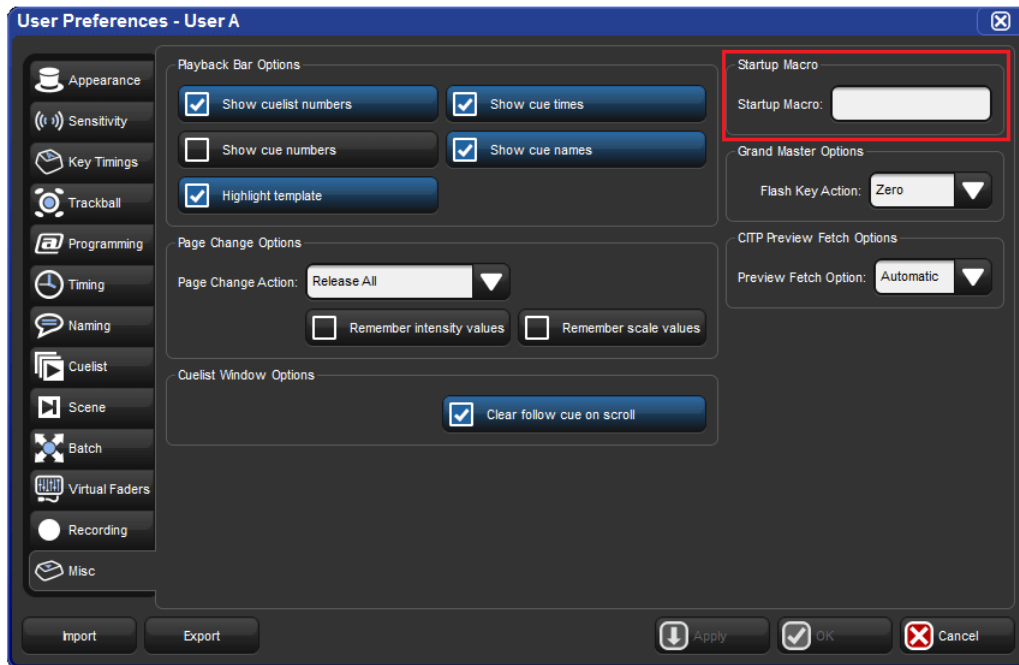 User Preferences - User A
Appearance
Sensitivity
Key Timings
Trackball
Programming
Timing
Naming
Cuelist
Scene
Batch
Virtual Faders
Recording
Misc
Playback Bar Options
Show cuelist numbers
Show cue times
Show cue numbers
Show cue names
Highlight template
Page Change Options
Page Change Action: Release All
Remember intensity values
Remember scale values
Cuelist Window Options
Clear follow cue on scroll
Startup Macro
Startup Macro:
Grand Master Options
Flash Key Action: Zero
CITP Preview Fetch Options
Preview Fetch Option: Automatic
Import
Export
Apply
OK
Cancel